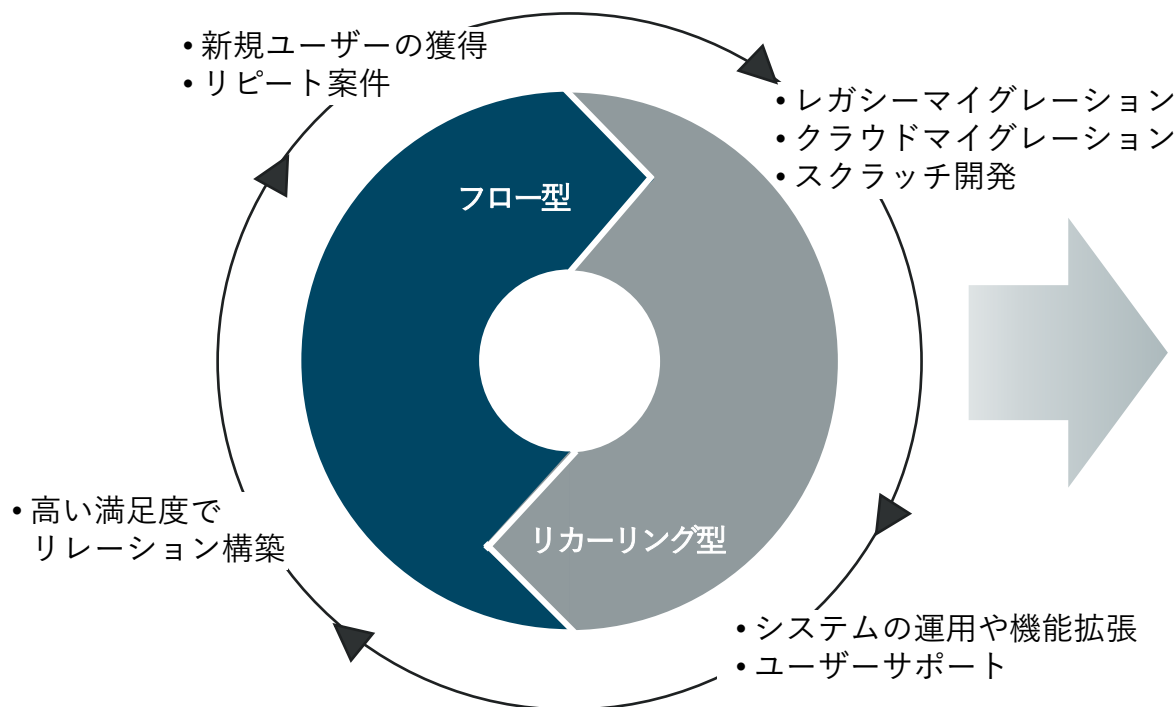 • 新規ユーザーの獲得
• リピート案件
• レガシーマイグレーション
• クラウドマイグレーション
• スクラッチ開発
フロー型
• 高い満足度で
リレーション構築
リカーリング型
• システムの運用や機能拡張
• ユーザーサポート